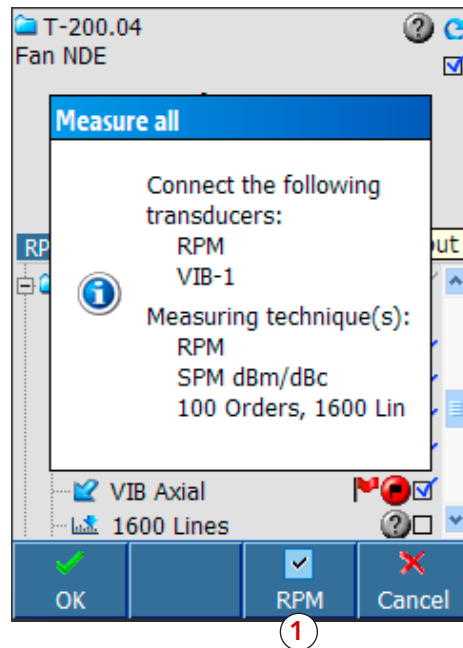 T-200.04
Fan NDE
Measure all
Connect the following
transducers:
RPM
VIB-1
Measuring technique(s):
RPM
SPM dBm/dBc
100 Orders, 1600 Lin
RP
ut
VIB Axial
1600 Lines
OK
RPM
Cancel
1